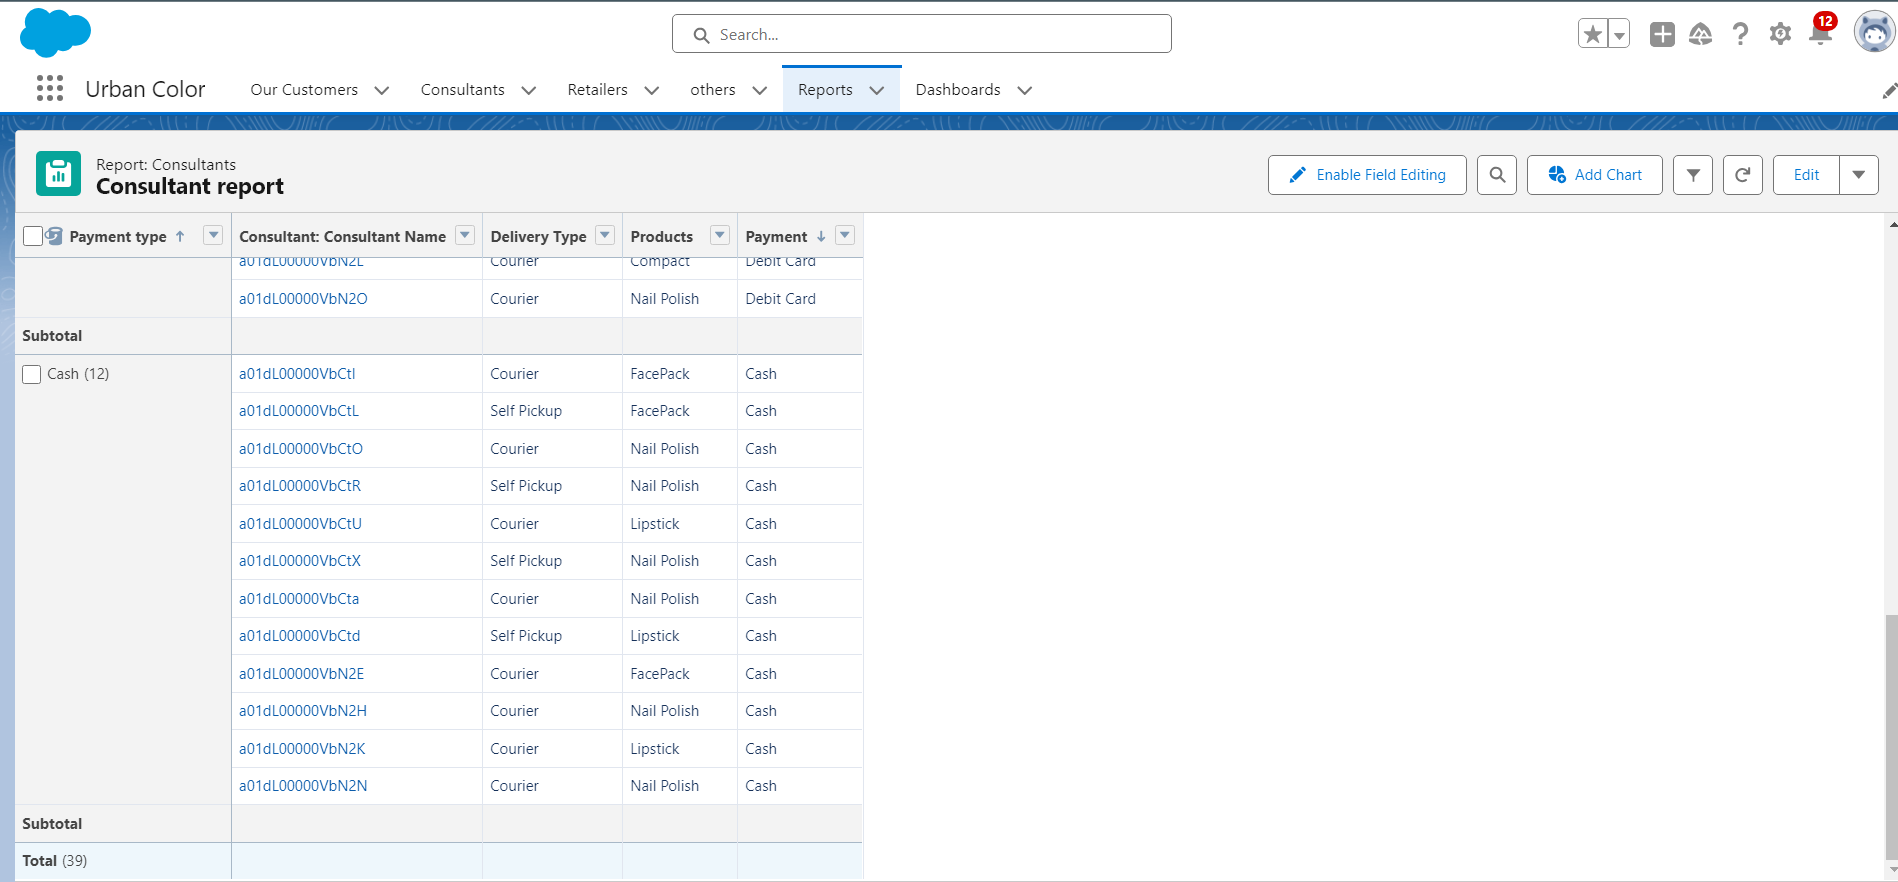 Search...
12
Urban Color Our Customers Consultants Retailers others Reports Dashboards
Report: Consultants
Consultant report
Enable Field Editing Add Chart Edit
Payment type Consultant: Consultant Name Delivery Type Products Payment
a01dL00000VbN2L Courier Compact Debit Card
a01dL00000VbN2O Courier Nail Polish Debit Card
Subtotal
Cash (12) a01dL00000VbCtI Courier FacePack Cash
a01dL00000VbCtL Self Pickup FacePack Cash
a01dL00000VbCtO Courier Nail Polish Cash
a01dL00000VbCtR Self Pickup Nail Polish Cash
a01dL00000VbCtU Courier Lipstick Cash
a01dL00000VbCtX Self Pickup Nail Polish Cash
a01dL00000VbCta Courier Nail Polish Cash
a01dL00000VbCtd Self Pickup Lipstick Cash
a01dL00000VbN2E Courier FacePack Cash
a01dL00000VbN2H Courier Nail Polish Cash
a01dL00000VbN2K Courier Lipstick Cash
a01dL00000VbN2N Courier Nail Polish Cash
Subtotal
Total (39)